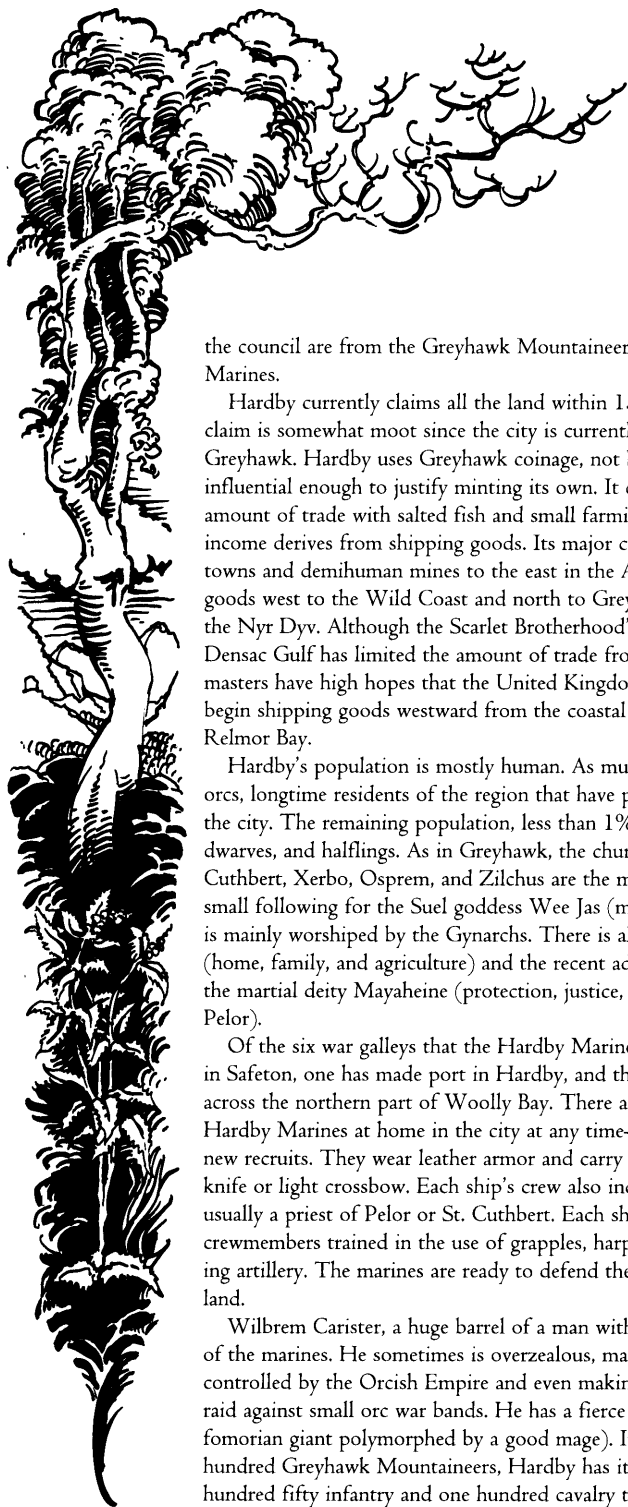 the council are from the Greyhawk Mountaineer
Marines.
Hardby currently claims all the land within 1
claim is somewhat moot since the city is currentl
Greyhawk. Hardby uses Greyhawk coinage, not
influential enough to justify minting its own. It
amount of trade with salted fish and small farmi
income derives from shipping goods. Its major c
towns and demihuman mines to the east in the A
goods west to the Wild Coast and north to Grey
the Nyr Dyv. Although the Scarlet Brotherhood'
Densac Gulf has limited the amount of trade fro
masters have high hopes that the United Kingdo
begin shipping goods westward from the coastal
Relmor Bay.
Hardby's population is mostly human. As mu
orcs, longtime residents of the region that have p
the city. The remaining population, less than 1%
dwarves, and halflings. As in Greyhawk, the chur
Cuthbert, Xerbo, Osprem, and Zilchus are the m
small following for the Suel goddess Wee Jas (m
is mainly worshiped by the Gynarchs. There is al
(home, family, and agriculture) and the recent ad
the martial deity Mayaheine (protection, justice,
Pelor).
Of the six war galleys that the Hardby Marine
in Safeton, one has made port in Hardby, and th
across the northern part of Woolly Bay. There a
Hardby Marines at home in the city at any time-
new recruits. They wear leather armor and carry
knife or light crossbow. Each ship's crew also in
usually a priest of Pelor or St. Cuthbert. Each sh
crewmembers trained in the use of grapples, harp
ing artillery. The marines are ready to defend the
land.
Wilbrem Carister, a huge barrel of a man with
of the marines. He sometimes is overzealous, ma
controlled by the Orcish Empire and even makin
raid against small orc war bands. He has a fierce
fomorian giant polymorphed by a good mage). I
hundred Greyhawk Mountaineers, Hardby has it
hundred fifty infantry and one hundred cavalry t